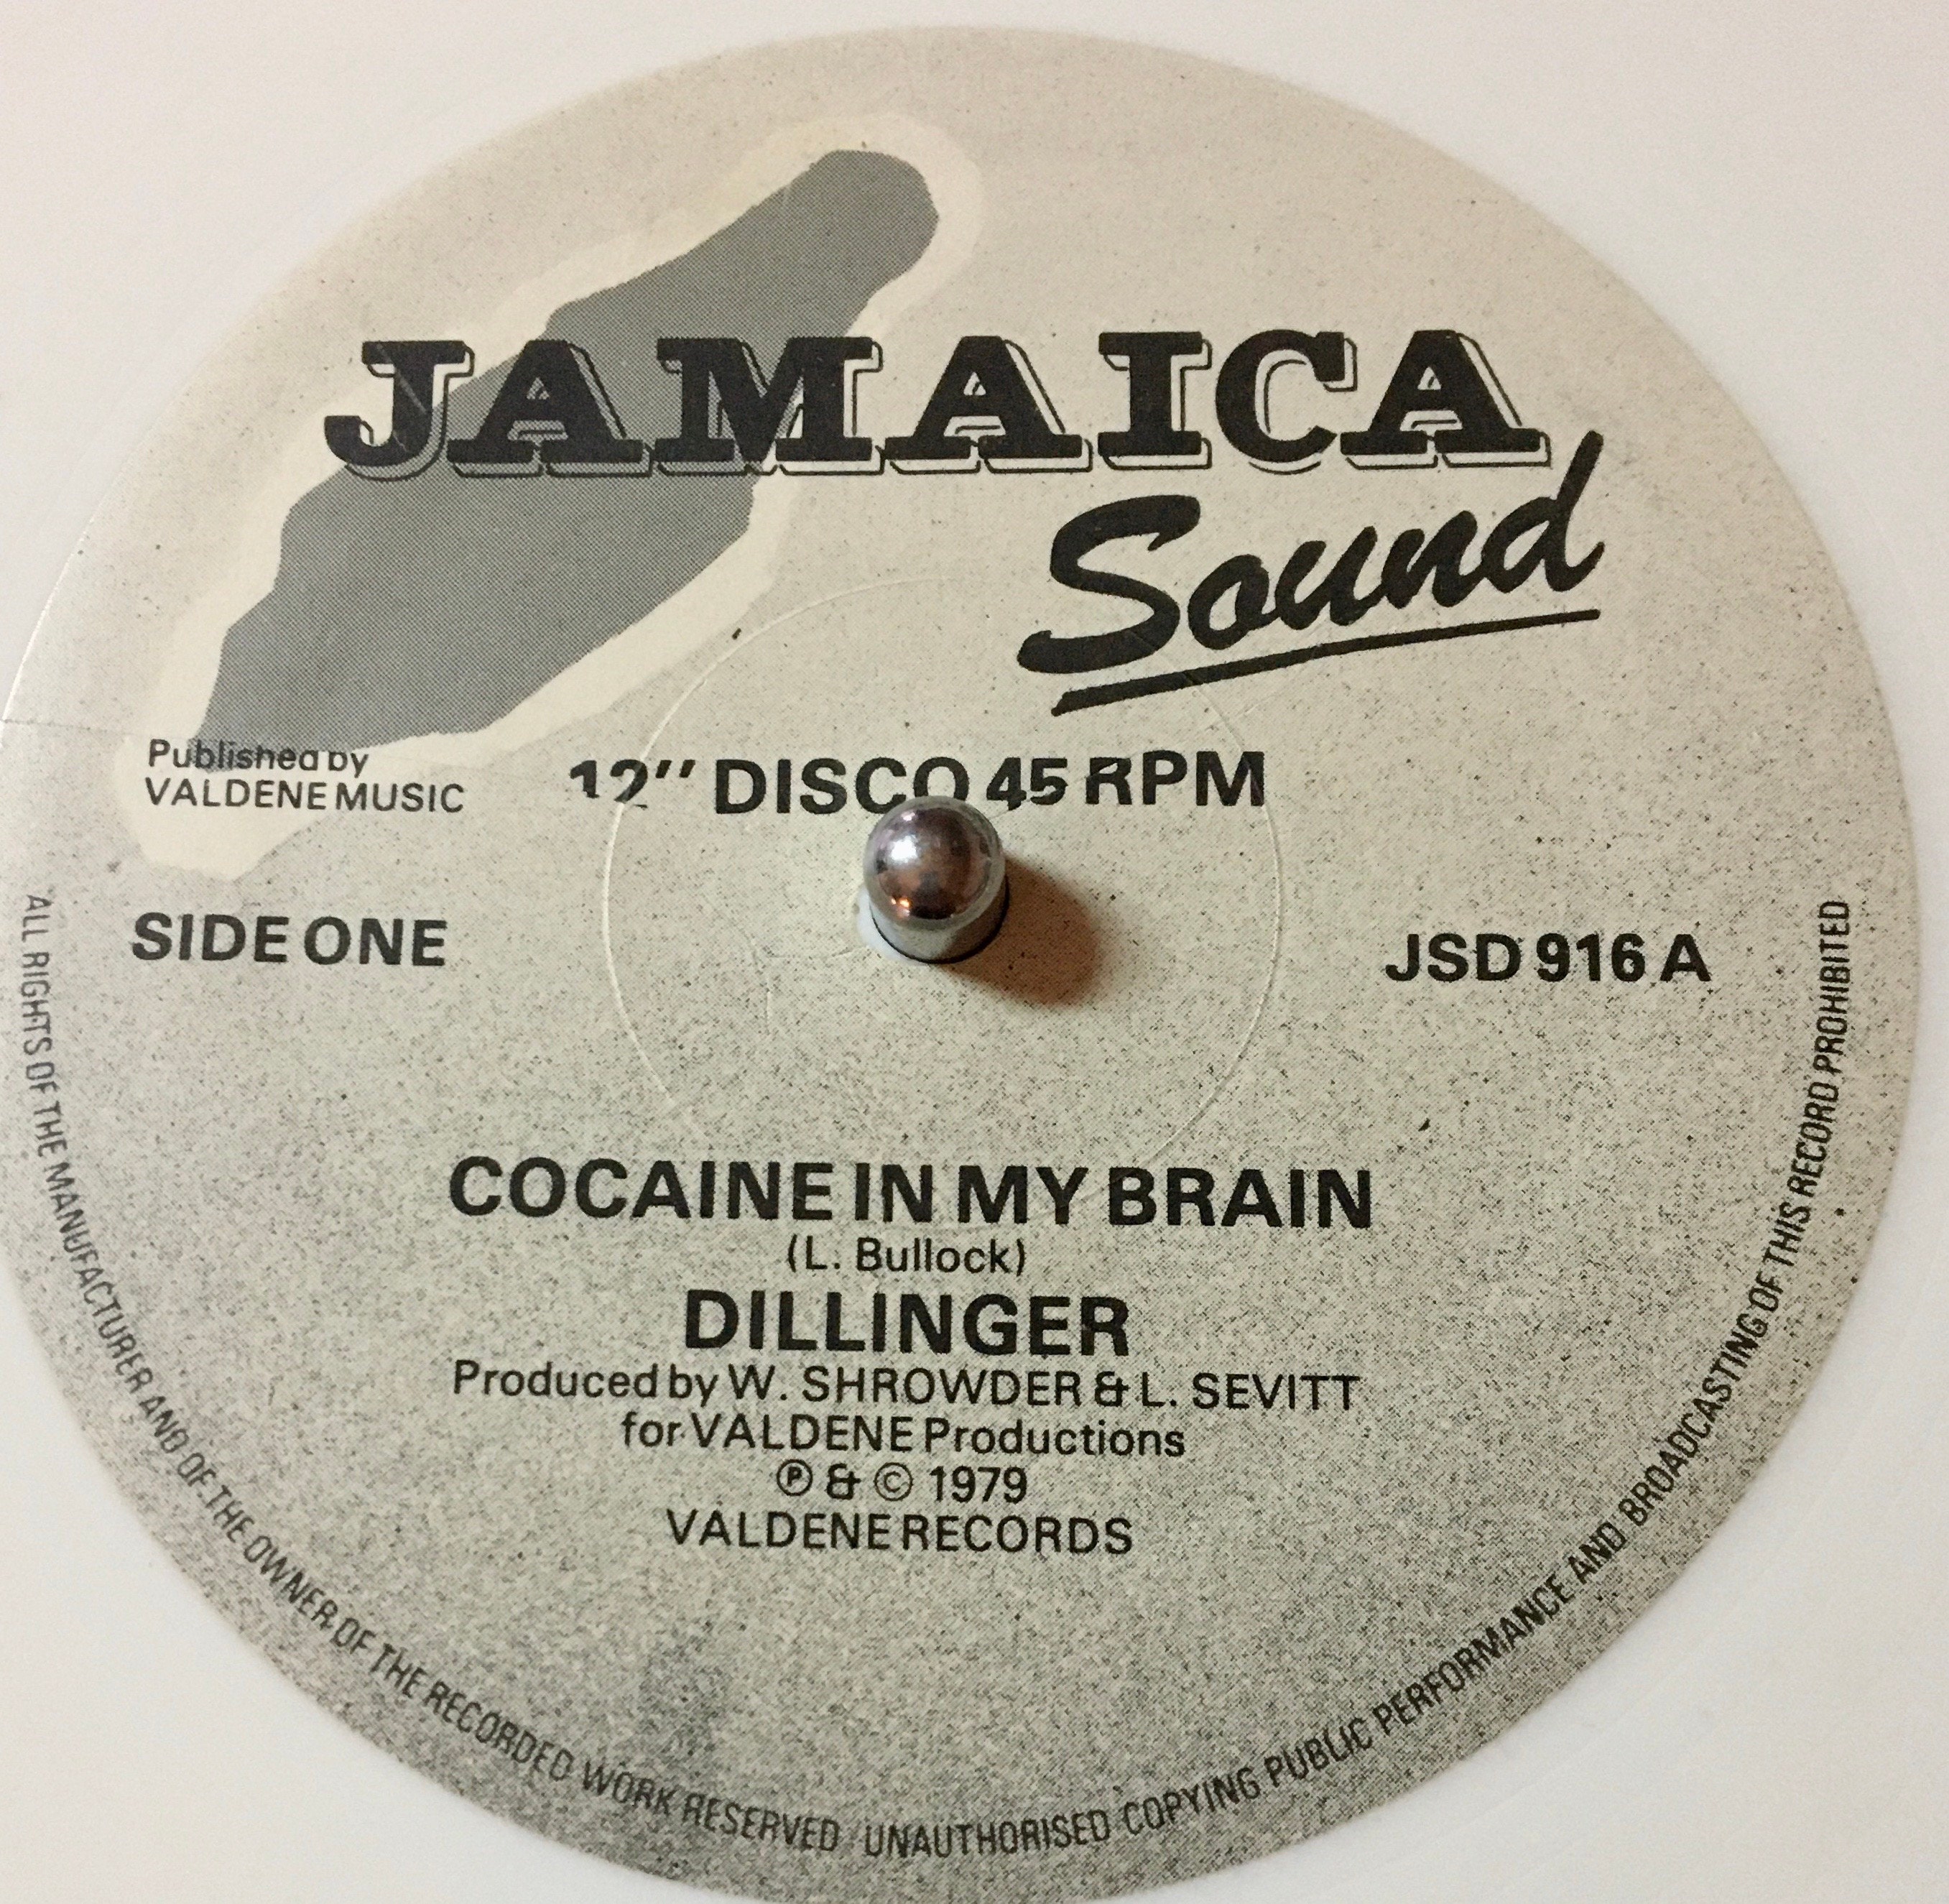 JAMAICA
Sound
Published by
VALDENE MUSIC
12" DISCO 45 RPM
SIDE ONE
JSD 916 A
COCAINE IN MY BRAIN
(L. Bullock)
DILLINGER
Produced by W. SHROWDER & L. SEVITT
for VALDENE Productions
℗ & © 1979
VALDENE RECORDS
ALL RIGHTS OF THE MANUFACTURER AND OF THE OWNER OF THE RECORDED WORK RESERVED UNAUTHORISED COPYING PUBLIC PERFORMANCE AND BROADCASTING OF THIS RECORD PROHIBITED